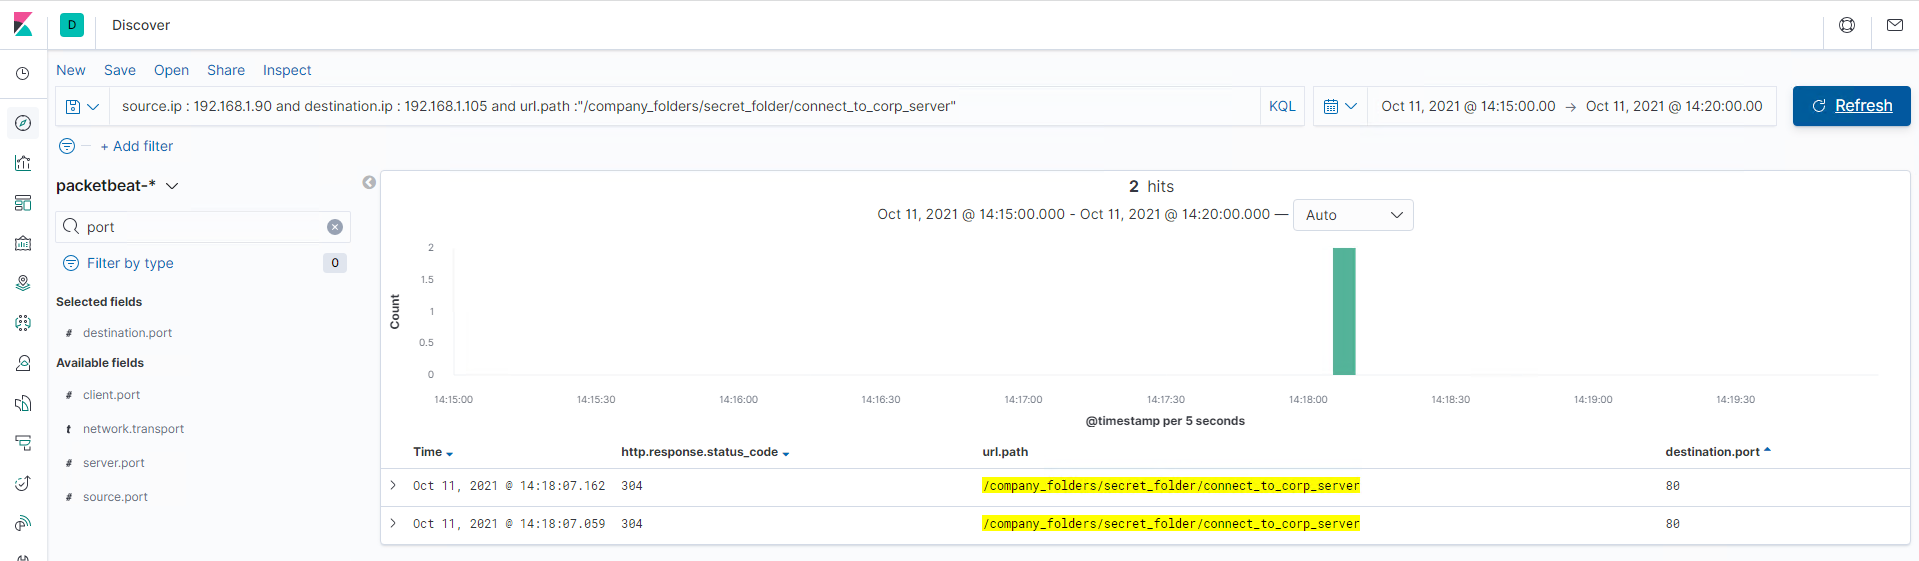 D Discover
New Save Open Share Inspect
source.ip : 192.168.1.90 and destination.ip : 192.168.1.105 and url.path :"/company_folders/secret_folder/connect_to_corp_server" KQL Oct 11, 2021 @ 14:15:00.00 → Oct 11, 2021 @ 14:20:00.00 Refresh
+ Add filter
packetbeat-*
port
Filter by type 0
Selected fields
# destination.port
Available fields
# client.port
t network.transport
# server.port
# source.port
2 hits
Oct 11, 2021 @ 14:15:00.000 - Oct 11, 2021 @ 14:20:00.000 — Auto
2
1.5
1
0.5
0
Count
14:15:00 14:15:30 14:16:00 14:16:30 14:17:00 14:17:30 14:18:00 14:18:30 14:19:00 14:19:30
@timestamp per 5 seconds
Time http.response.status_code url.path destination.port
Oct 11, 2021 @ 14:18:07.162 304 /company_folders/secret_folder/connect_to_corp_server 80
Oct 11, 2021 @ 14:18:07.059 304 /company_folders/secret_folder/connect_to_corp_server 80